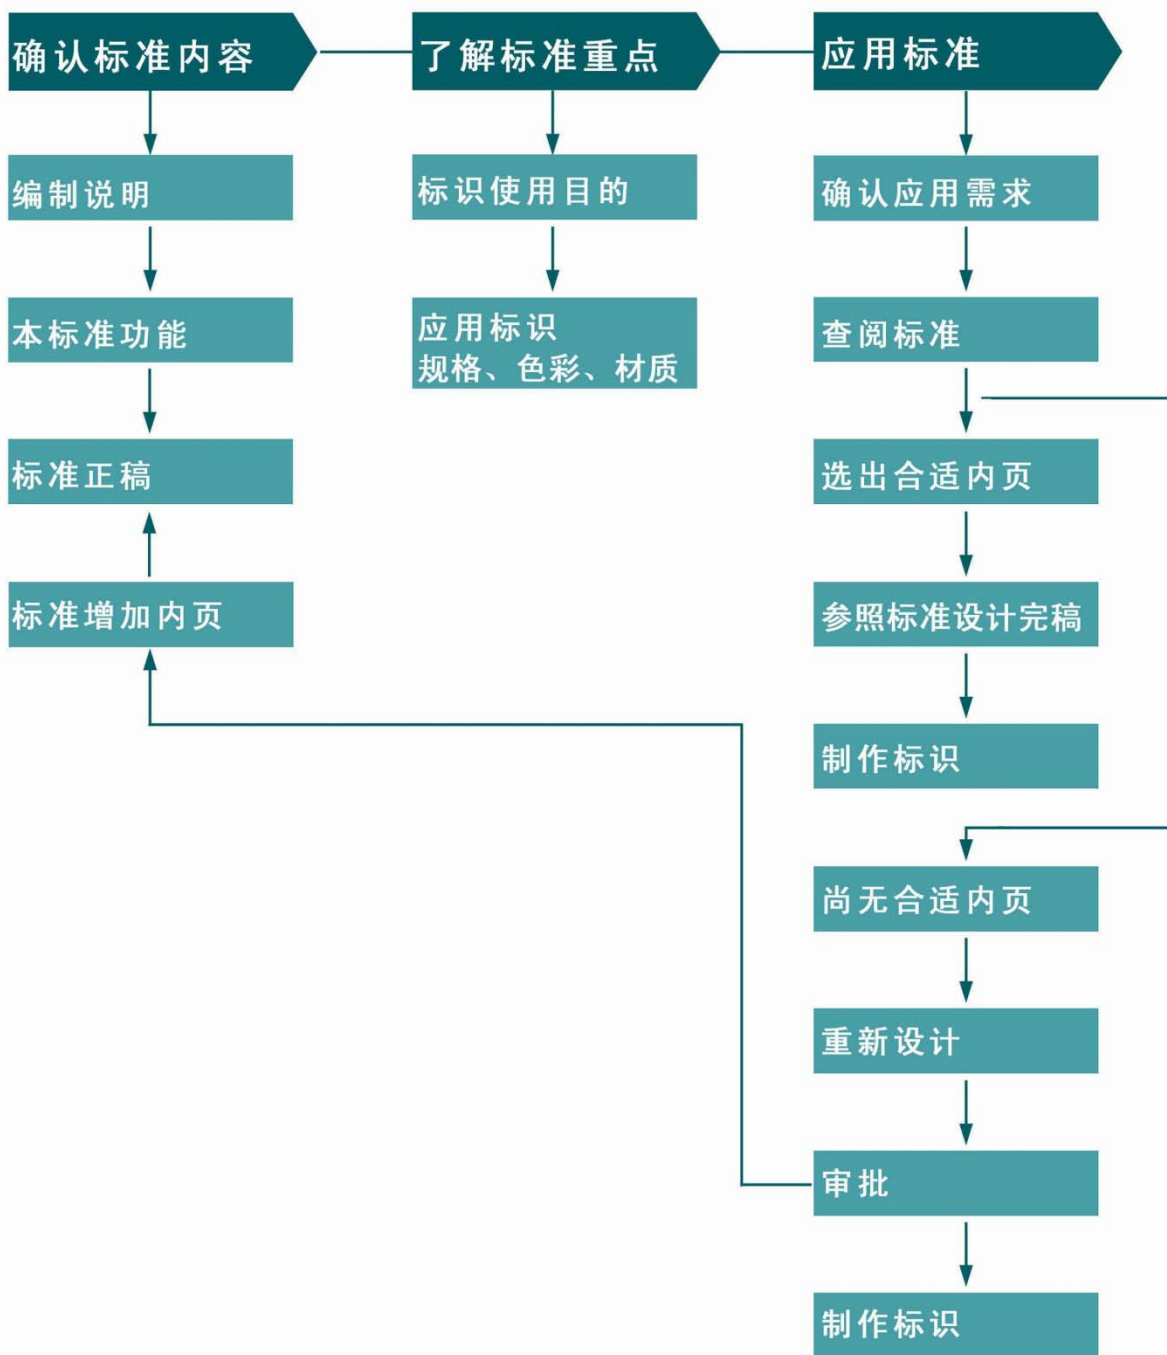 确认标准内容
了解标准重点
应用标准
编制说明
本标准功能
标准正稿
标准增加内页
标识使用目的
应用标识
规格、色彩、材质
确认应用需求
查阅标准
选出合适内页
参照标准设计完稿
制作标识
尚无合适内页
重新设计
审批
制作标识